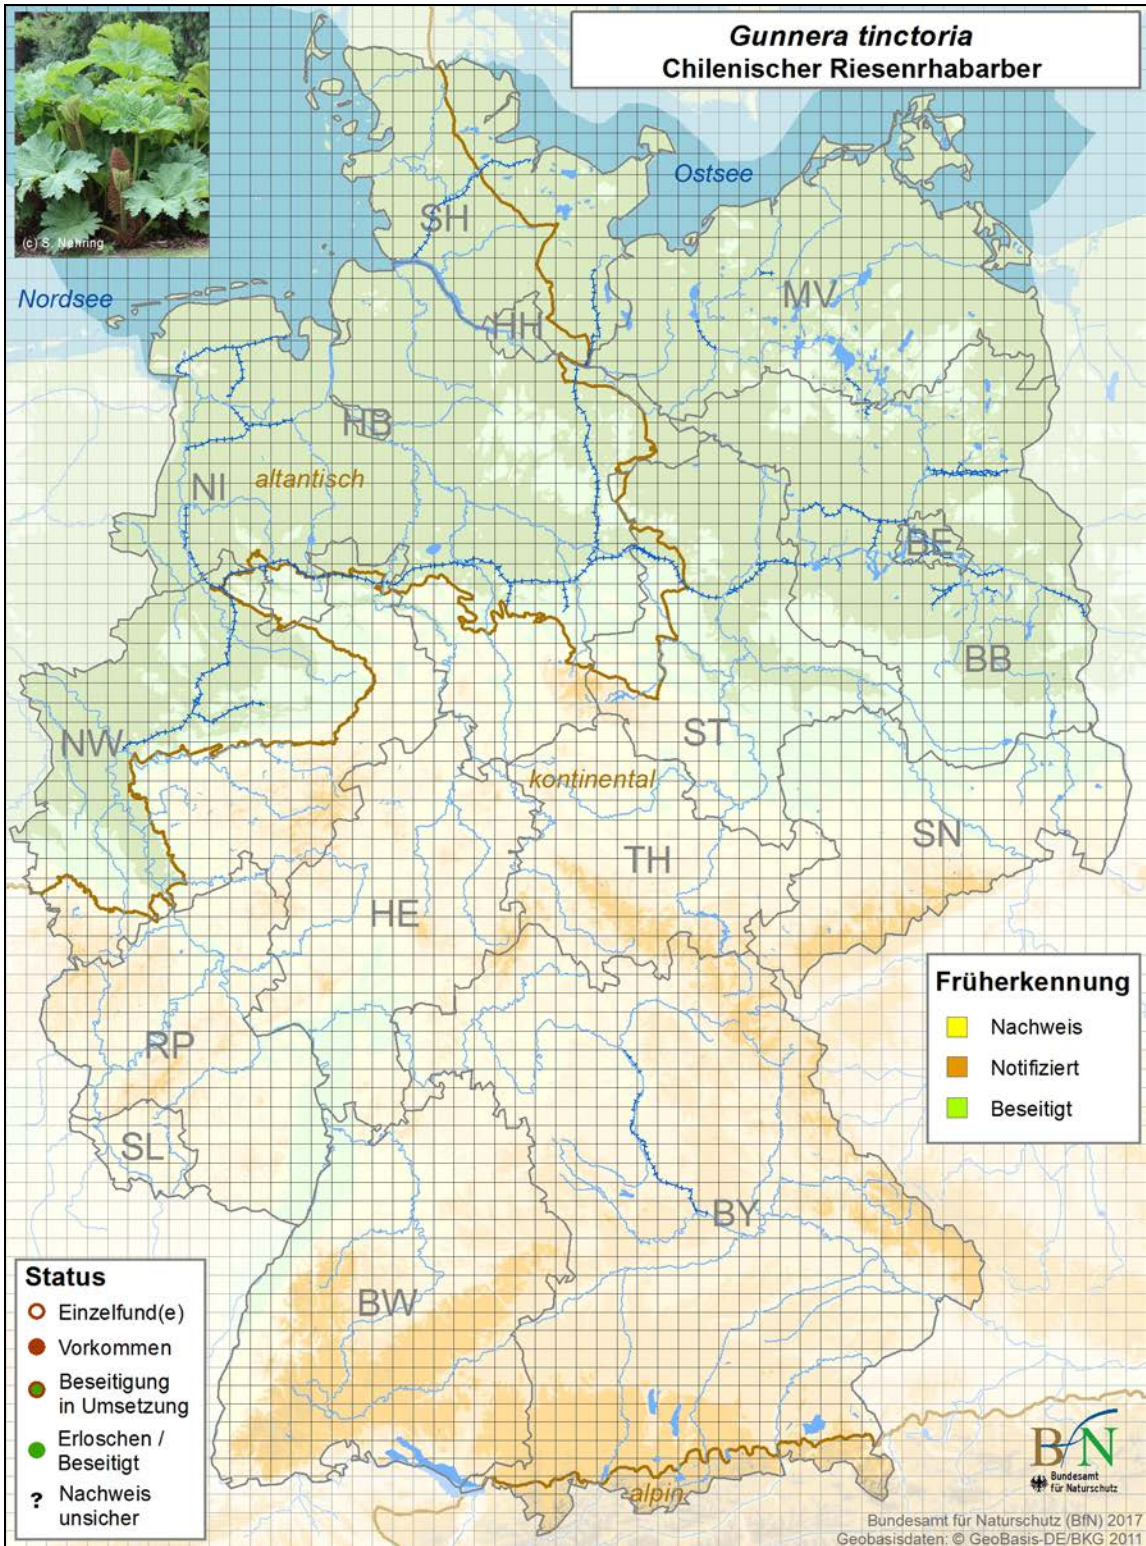 Gunnera tinctoria
Chilenischer Riesenrhabarber
(c) S. Nehring
Ostsee
SH
Nordsee
MV
HH
HB
NI
altantisch
BE
BB
NW
ST
kontinental
SN
TH
HE
Früherkennung
Nachweis
Notifiziert
Beseitigt
RP
SL
BY
BW
Status
Einzelfund(e)
Vorkommen
Beseitigung
in Umsetzung
Erloschen /
Beseitigt
? Nachweis
unsicher
alpin
BfN
Bundesamt
für Naturschutz
Bundesamt für Naturschutz (BfN) 2017
Geobasisdaten: © GeoBasis-DE/BKG 2011